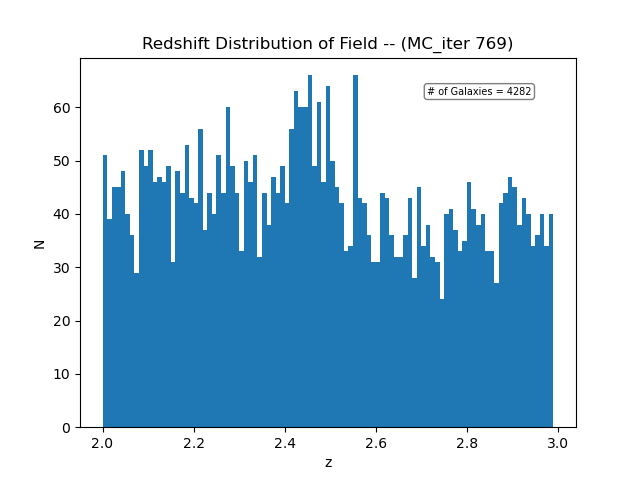 Redshift Distribution of Field -- (MC_iter 769)
# of Galaxies = 4282
60
50
40
30
20
10
0
N
2.0 2.2 2.4 2.6 2.8 3.0
z